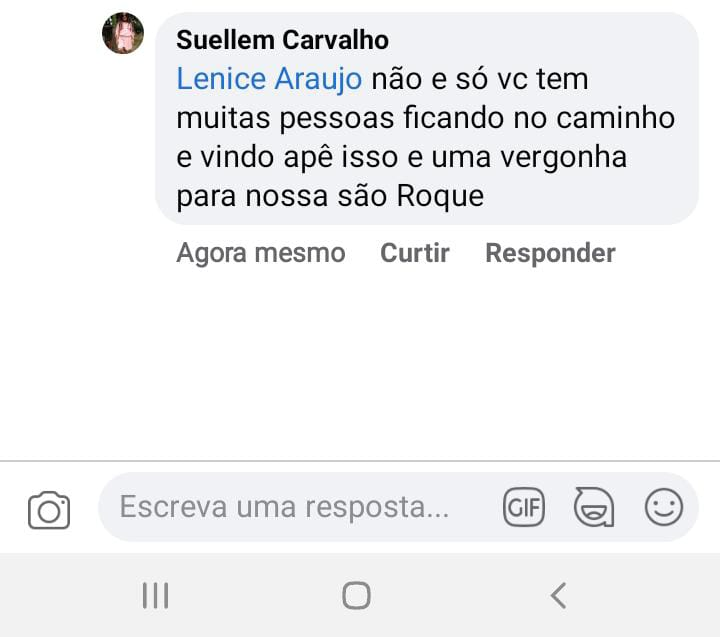 Suellem Carvalho
Lenice Araujo não e só vc tem
muitas pessoas ficando no caminho
e vindo apê isso e uma vergonha
para nossa são Roque
Agora mesmo Curtir Responder
Escreva uma resposta... GIF